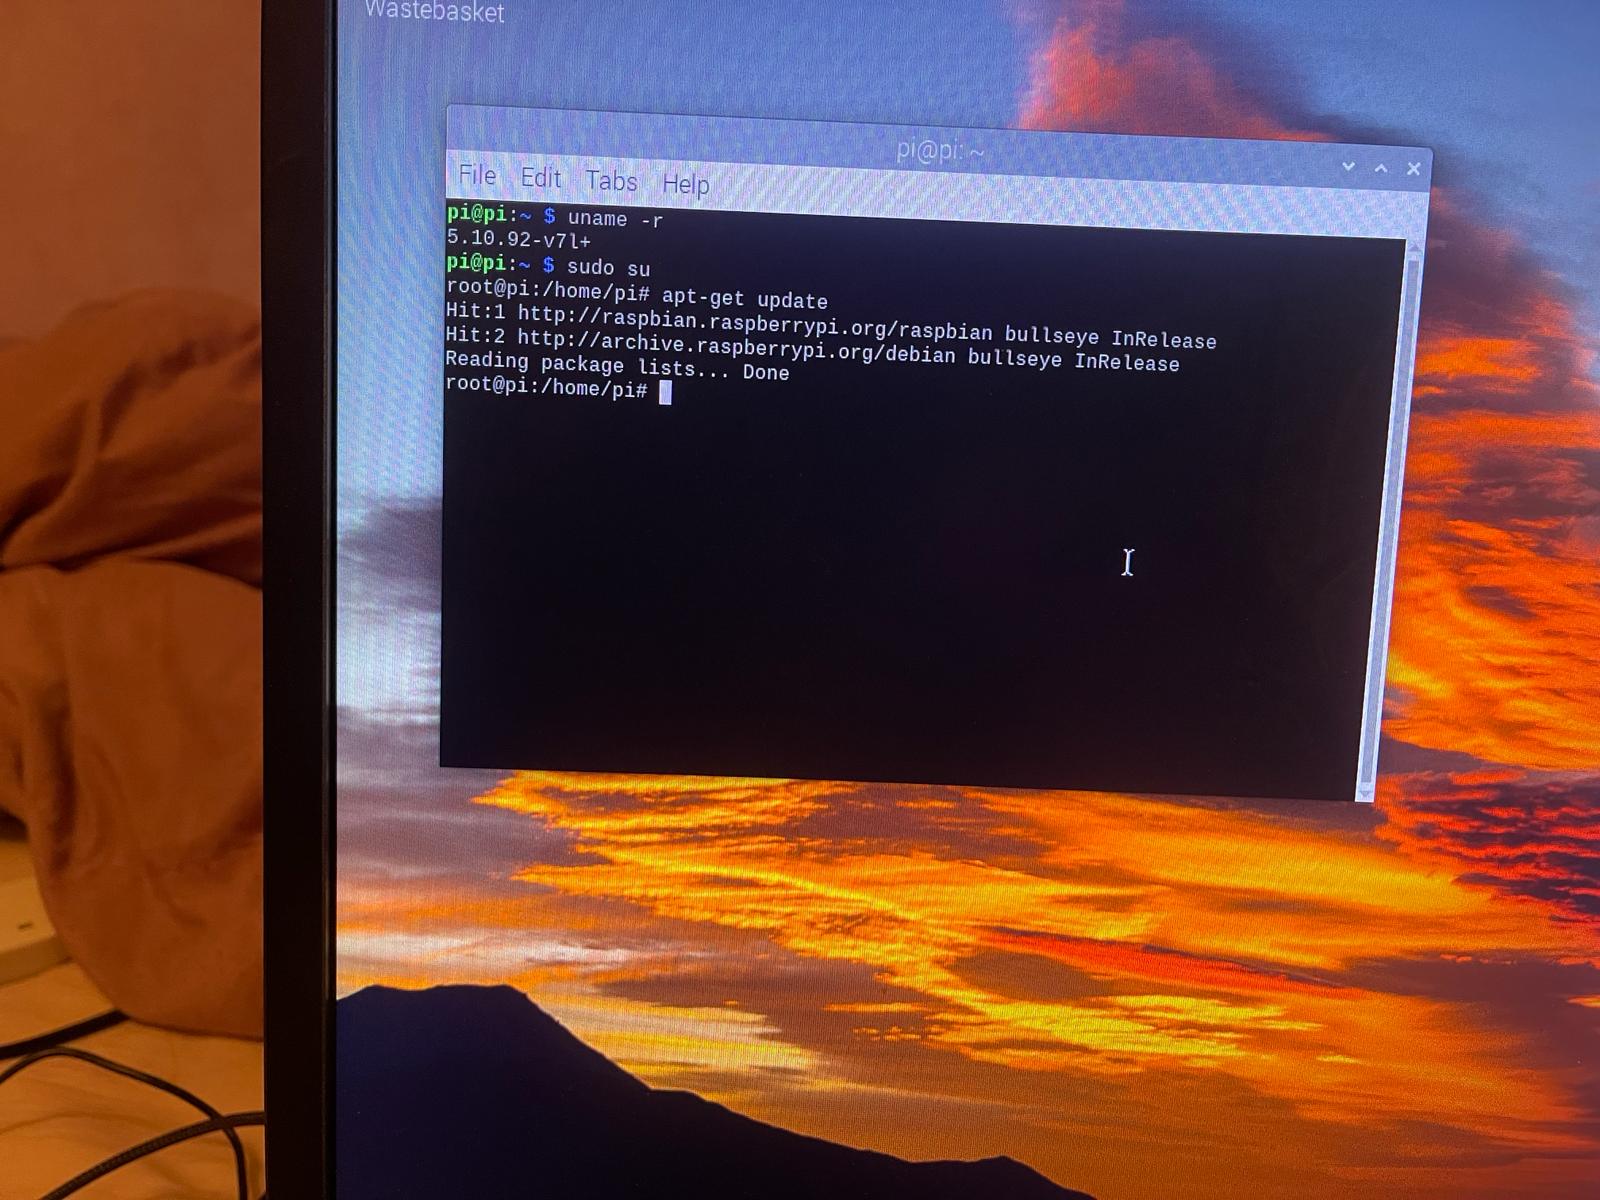 Wastebasket
pi@pi: ~
File Edit Tabs Help
pi@pi:~ $ uname -r
5.10.92-v7l+
pi@pi:~ $ sudo su
root@pi:/home/pi# apt-get update
Hit:1 http://raspbian.raspberrypi.org/raspbian bullseye InRelease
Hit:2 http://archive.raspberrypi.org/debian bullseye InRelease
Reading package lists... Done
root@pi:/home/pi#